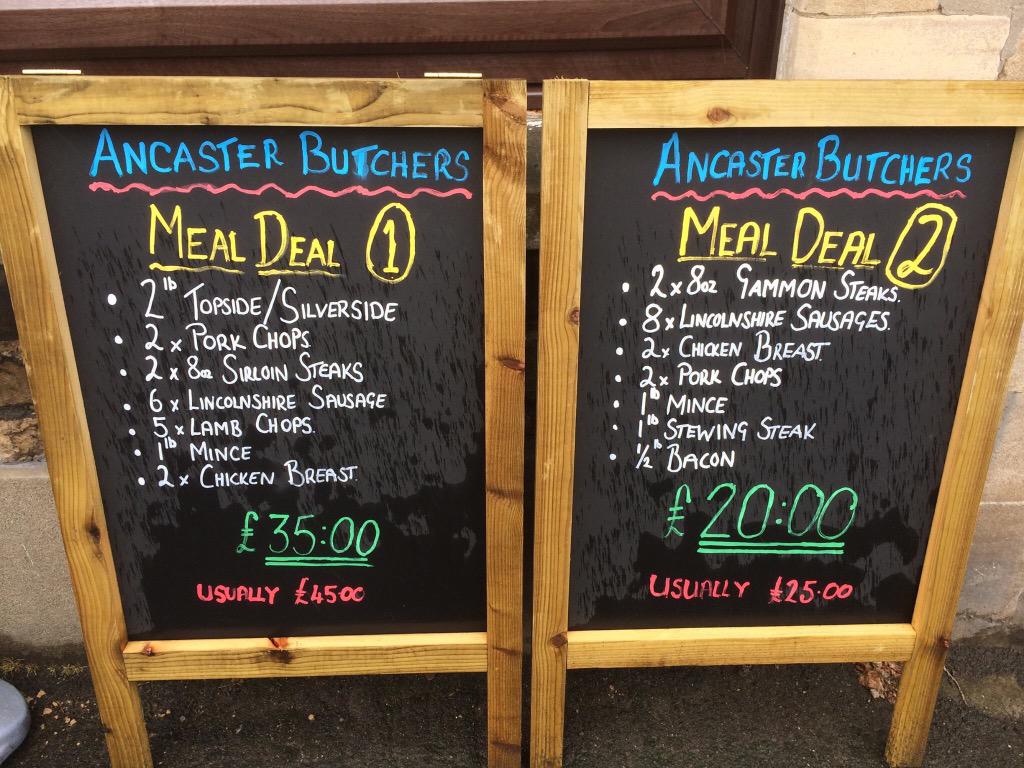 ANCASTER BUTCHERS
MEAL DEAL 1
• 2lb TOPSIDE/SILVERSIDE
• 2 x PORK CHOPS
• 2 x 8oz SIRLOIN STEAKS
• 6 x LINCOLNSHIRE SAUSAGE
• 5 x LAMB CHOPS.
• 1lb MINCE
• 2 x CHICKEN BREAST.
£35:00
USUALLY £45:00
ANCASTER BUTCHERS
MEAL DEAL 2
• 2 x 8oz GAMMON STEAKS.
• 8 x LINCOLNSHIRE SAUSAGES.
• 2 x CHICKEN BREAST.
• 2 x PORK CHOPS
• 1lb MINCE
• 1lb STEWING STEAK
• ½lb BACON
£20:00
USUALLY £25:00